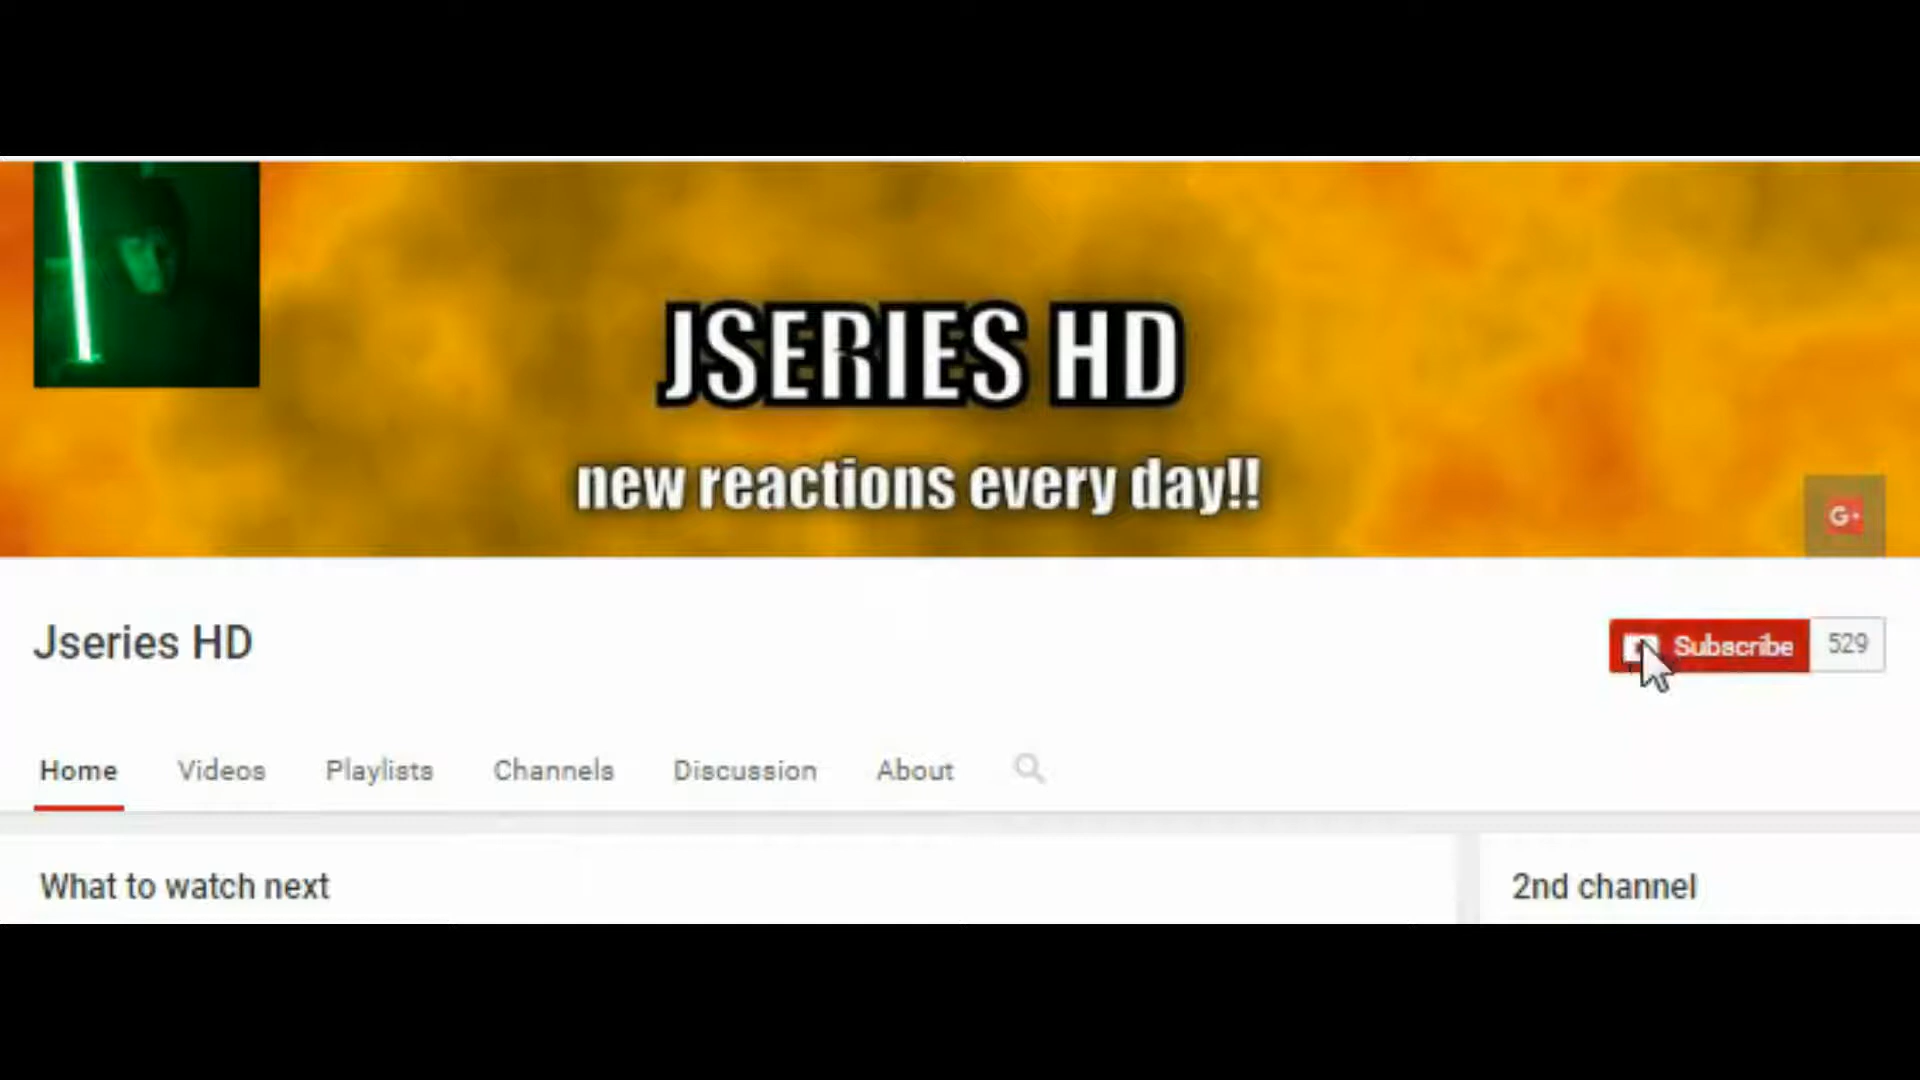 JSERIES HD
new reactions every day!!
G+
Jseries HD
Subscribe 529
Home Videos Playlists Channels Discussion About
What to watch next
2nd channel